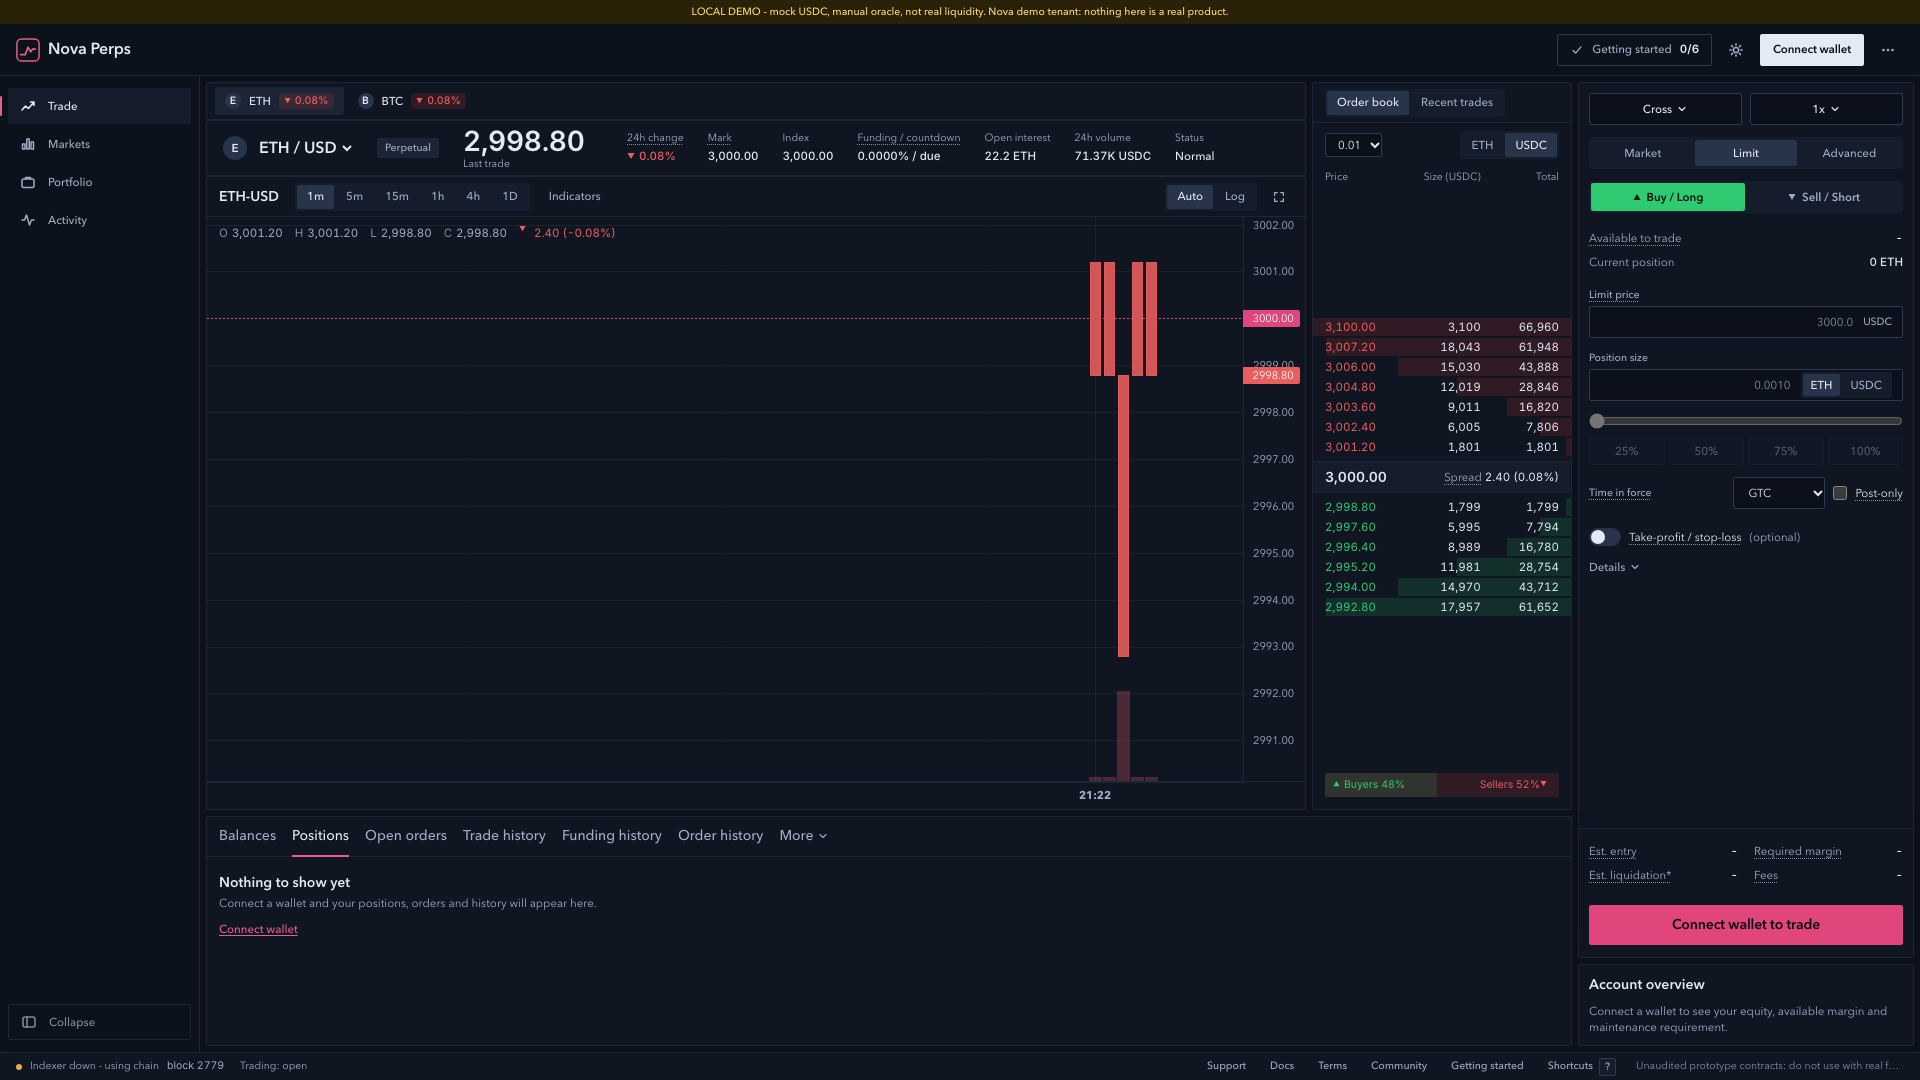 LOCAL DEMO - mock USDC, manual oracle, not real liquidity. Nova demo tenant: nothing here is a real product.
Nova Perps
Getting started 0/6
Connect wallet
Trade
Markets
Portfolio
Activity
Collapse
E ETH 0.08% B BTC 0.08%
E ETH / USD Perpetual
2,998.80
Last trade
24h change
0.08%
Mark
3,000.00
Index
3,000.00
Funding / countdown
0.0000% / due
Open interest
22.2 ETH
24h volume
71.37K USDC
Status
Normal
ETH-USD 1m 5m 15m 1h 4h 1D Indicators Auto Log
O 3,001.20 H 3,001.20 L 2,998.80 C 2,998.80 2.40 (-0.08%)
3002.00
3001.00
3000.00
2999.00
2998.80
2998.00
2997.00
2996.00
2995.00
2994.00
2993.00
2992.00
2991.00
21:22
Order book Recent trades
0.01 ETH USDC
Price Size (USDC) Total
3,100.00 3,100 66,960
3,007.20 18,043 61,948
3,006.00 15,030 43,888
3,004.80 12,019 28,846
3,003.60 9,011 16,820
3,002.40 6,005 7,806
3,001.20 1,801 1,801
3,000.00 Spread 2.40 (0.08%)
2,998.80 1,799 1,799
2,997.60 5,995 7,794
2,996.40 8,989 16,780
2,995.20 11,981 28,754
2,994.00 14,970 43,712
2,992.80 17,957 61,652
Buyers 48% Sellers 52%
Cross 1x
Market Limit Advanced
Buy / Long Sell / Short
Available to trade -
Current position 0 ETH
Limit price
3000.0 USDC
Position size
0.0010 ETH USDC
25% 50% 75% 100%
Time in force GTC Post-only
Take-profit / stop-loss (optional)
Details
Est. entry - Required margin -
Est. liquidation* - Fees -
Connect wallet to trade
Account overview
Connect a wallet to see your equity, available margin and
maintenance requirement.
Balances Positions Open orders Trade history Funding history Order history More
Nothing to show yet
Connect a wallet and your positions, orders and history will appear here.
Connect wallet
Indexer down - using chain block 2779 Trading: open
Support Docs Terms Community Getting started Shortcuts ? Unaudited prototype contracts: do not use with real f...